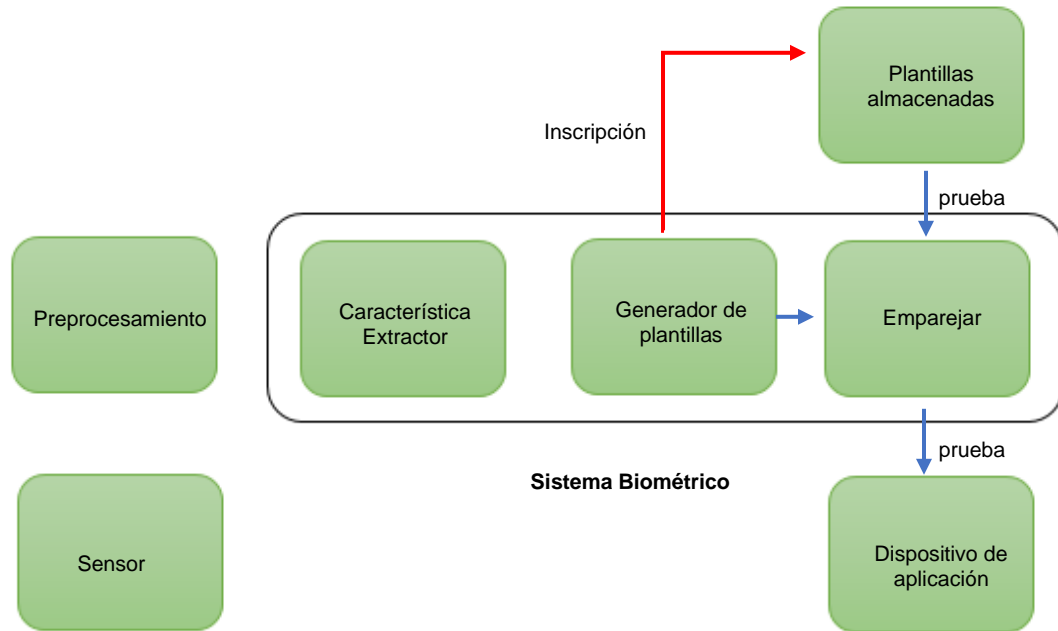 Plantillas
almacenadas
Inscripción
prueba
Preprocesamiento
Característica
Extractor
Generador de
plantillas
Emparejar
prueba
Sistema Biométrico
Sensor
Dispositivo de
aplicación